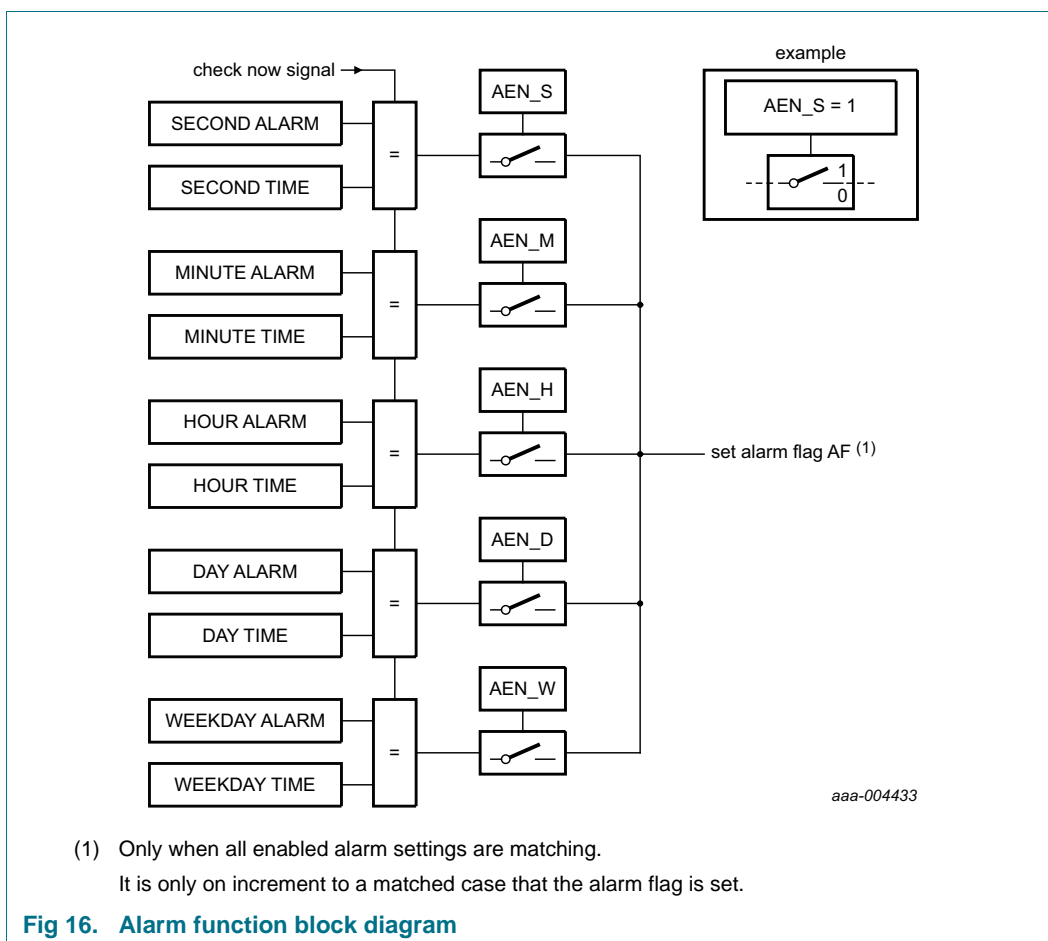 example
check now signal
AEN_S
AEN_S = 1
SECOND ALARM
=
1
SECOND TIME
0
AEN_M
MINUTE ALARM
=
MINUTE TIME
AEN_H
HOUR ALARM
=
set alarm flag AF (1)
HOUR TIME
AEN_D
DAY ALARM
=
DAY TIME
AEN_W
WEEKDAY ALARM
=
WEEKDAY TIME
aaa-004433
(1) Only when all enabled alarm settings are matching.
It is only on increment to a matched case that the alarm flag is set.
Fig 16. Alarm function block diagram